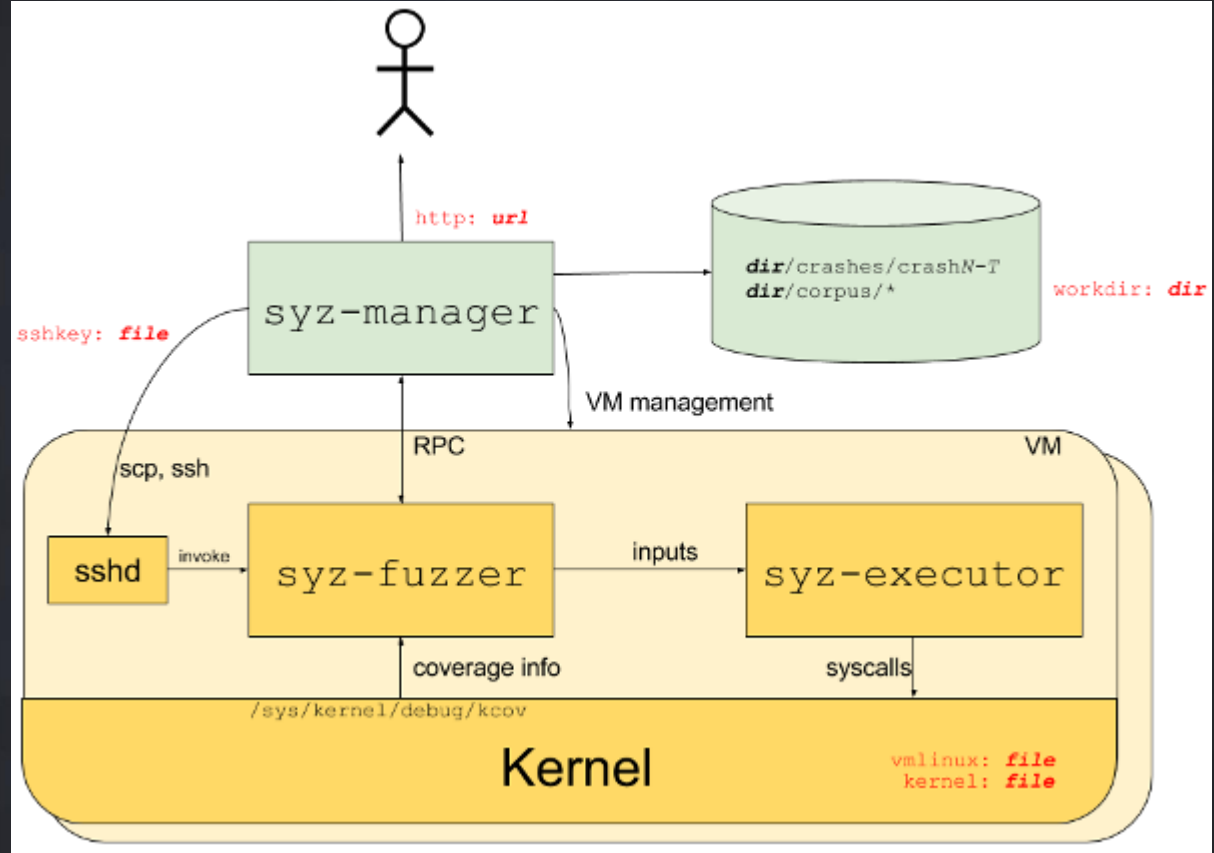 http: url
dir/crashes/crashN-T
dir/corpus/*
workdir: dir
syz-manager
sshkey: file
VM management
RPC
VM
scp, ssh
sshd
invoke
syz-fuzzer
inputs
syz-executor
coverage info
syscalls
/sys/kernel/debug/kcov
Kernel
vmlinux: file
kernel: file